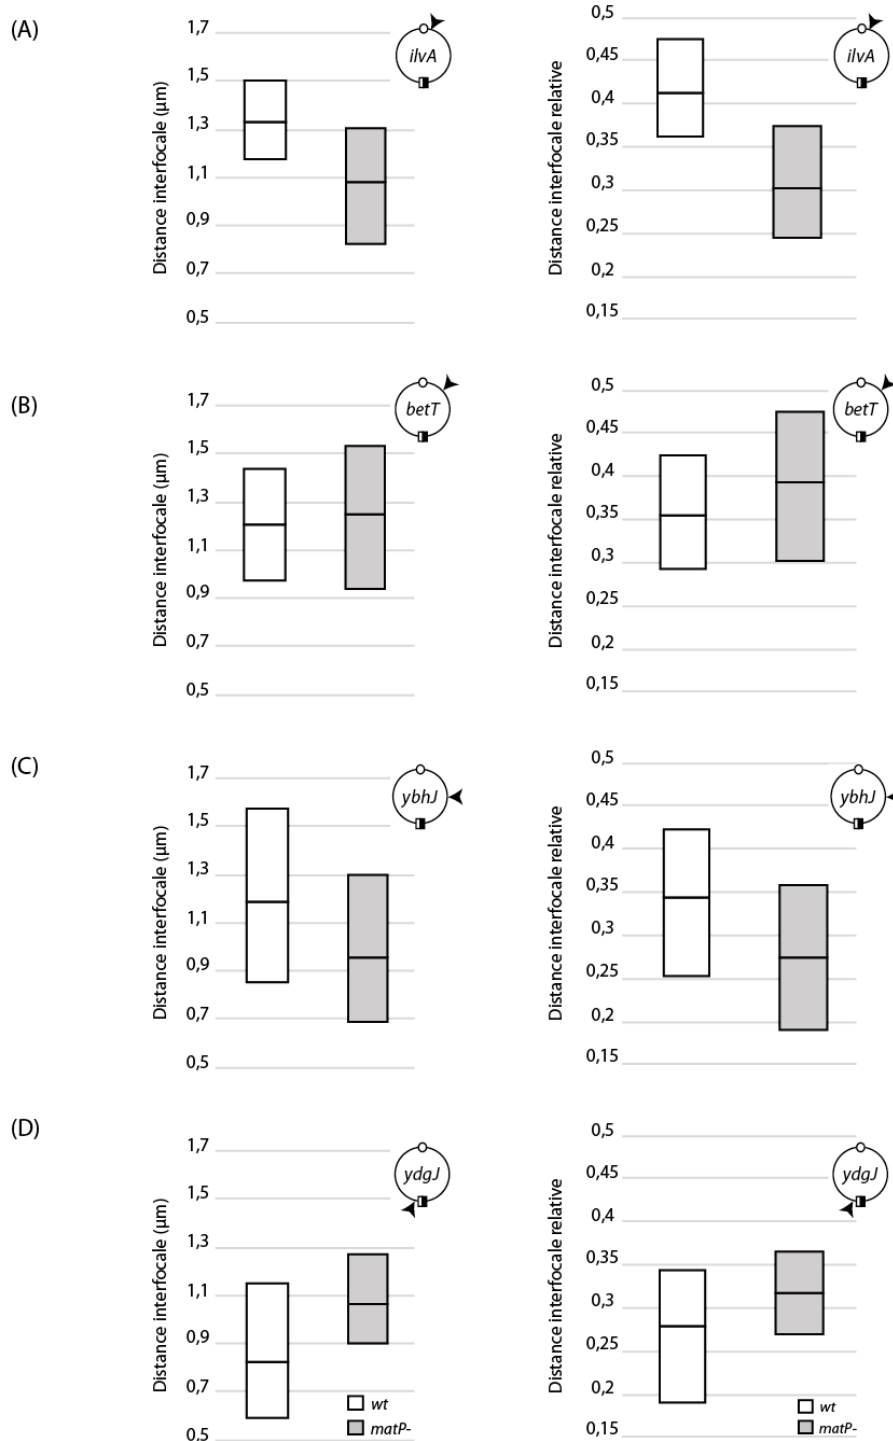 (A)
Distance interfocale (µm)
1,7
1,5
1,3
1,1
0,9
0,7
0,5
ilvA
Distance interfocale relative
0,5
0,45
0,4
0,35
0,3
0,25
0,2
0,15
ilvA
(B)
Distance interfocale (µm)
1,7
1,5
1,3
1,1
0,9
0,7
0,5
betT
Distance interfocale relative
0,5
0,45
0,4
0,35
0,3
0,25
0,2
0,15
betT
(C)
Distance interfocale (µm)
1,7
1,5
1,3
1,1
0,9
0,7
0,5
ybhJ
Distance interfocale relative
0,5
0,45
0,4
0,35
0,3
0,25
0,2
0,15
ybhJ
(D)
Distance interfocale (µm)
1,7
1,5
1,3
1,1
0,9
0,7
0,5
ydgJ
wt
matP-
Distance interfocale relative
0,5
0,45
0,4
0,35
0,3
0,25
0,2
0,15
ydgJ
wt
matP-